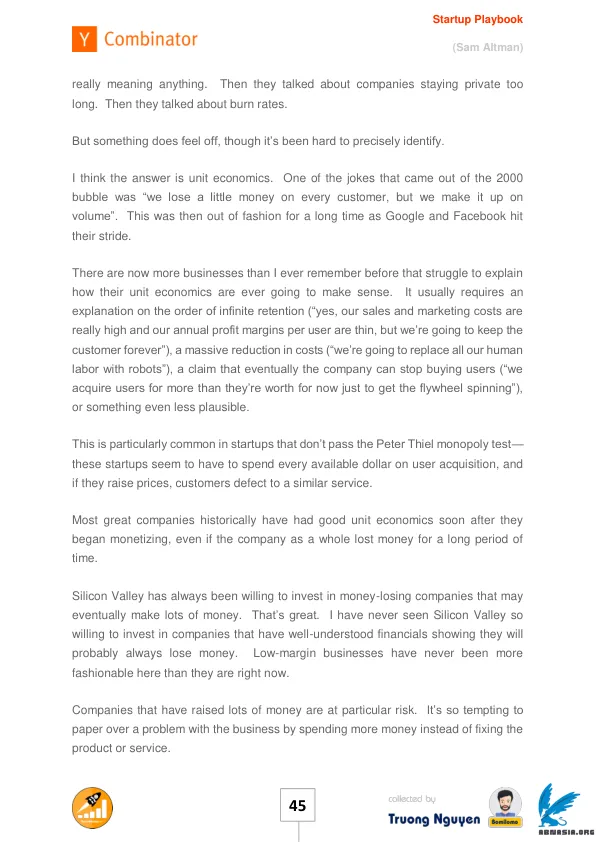 Startup Playbook
Y Combinator
(Sam Altman)
really meaning anything.  Then they talked about companies staying private too
long.  Then they talked about burn rates.
But something does feel off, though it's been hard to precisely identify.
I think the answer is unit economics.  One of the jokes that came out of the 2000
bubble was “we lose a little money on every customer, but we make it up on
volume”.  This was then out of fashion for a long time as Google and Facebook hit
their stride.
There are now more businesses than I ever remember before that struggle to explain
how their unit economics are ever going to make sense.  It usually requires an
explanation on the order of infinite retention (“yes, our sales and marketing costs are
really high and our annual profit margins per user are thin, but we're going to keep the
customer forever”), a massive reduction in costs (“we're going to replace all our human
labor with robots”), a claim that eventually the company can stop buying users (“we
acquire users for more than they're worth for now just to get the flywheel spinning”),
or something even less plausible.
This is particularly common in startups that don't pass the Peter Thiel monopoly test—
these startups seem to have to spend every available dollar on user acquisition, and
if they raise prices, customers defect to a similar service.
Most great companies historically have had good unit economics soon after they
began monetizing, even if the company as a whole lost money for a long period of
time.
Silicon Valley has always been willing to invest in money-losing companies that may
eventually make lots of money.  That's great.  I have never seen Silicon Valley so
willing to invest in companies that have well-understood financials showing they will
probably always lose money.  Low-margin businesses have never been more
fashionable here than they are right now.
Companies that have raised lots of money are at particular risk.  It's so tempting to
paper over a problem with the business by spending more money instead of fixing the
product or service.
45
collected by
Truong Nguyen
Somliama
ABNASIA.ORG